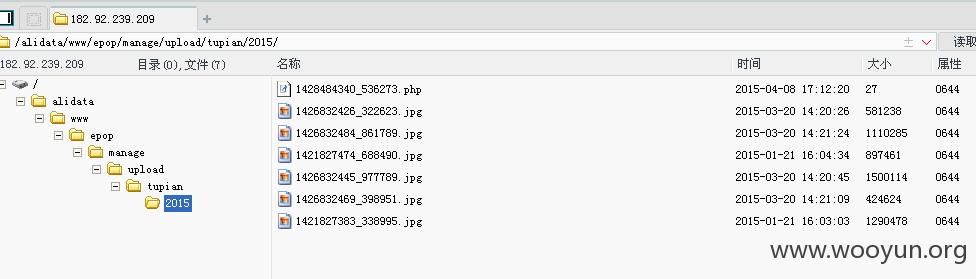 182.92.239.209
/alidata/www/epop/manage/upload/tupian/2015/ 读取
182.92.239.209 目录(0),文件(7) 名称 时间 大小 属性
/
alidata
www
epop
manage
upload
tupian
2015
1428484340_536273.php 2015-04-08 17:12:20 27 0644
1426832426_322623.jpg 2015-03-20 14:20:26 581238 0644
1426832484_861789.jpg 2015-03-20 14:21:24 1110285 0644
1421827474_688490.jpg 2015-01-21 16:04:34 897461 0644
1426832445_977789.jpg 2015-03-20 14:20:45 1500114 0644
1426832469_398951.jpg 2015-03-20 14:21:09 424624 0644
1421827383_338995.jpg 2015-01-21 16:03:03 1290478 0644
www.wooyun.org